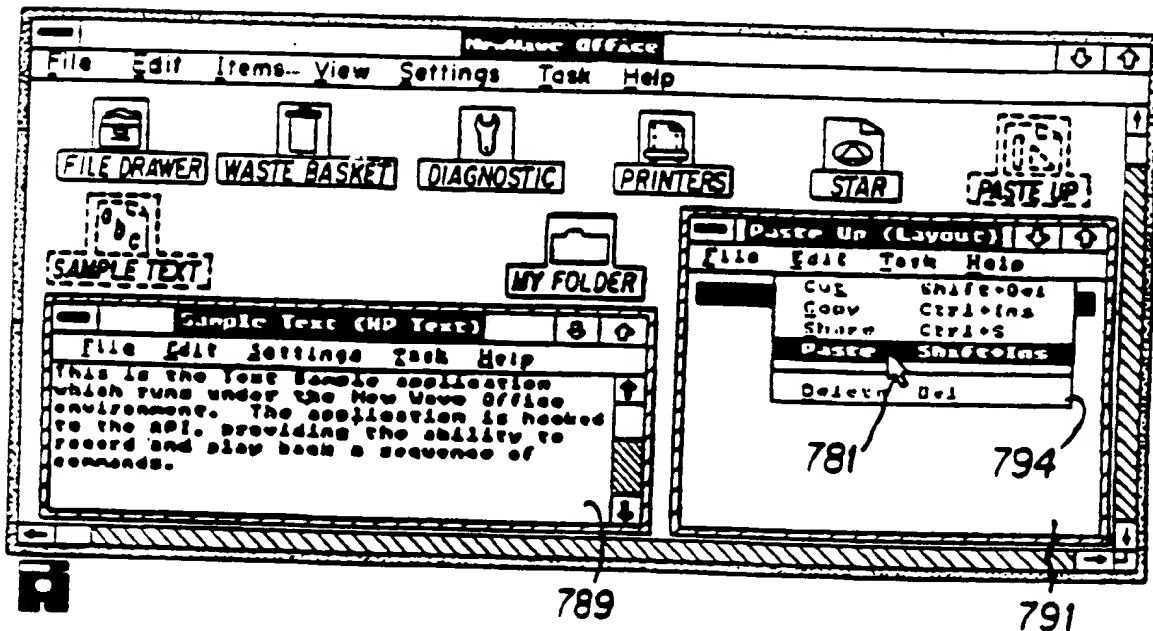 NewWave Office
File Edit Items... View Settings Task Help
FILE DRAWER WASTE BASKET DIAGNOSTIC PRINTERS STAR PASTE UP
SAMPLE TEXT MY FOLDER
Paste Up (Layout)
File Edit Task Help
Cut Shift+Del
Copy Ctrl+Ins
Share Ctrl+S
Paste Shift+Ins
Delete Del
Sample Text (HP Text)
File Edit Settings Task Help
This is the Text Sample application
which runs under the New Wave Office
environment. The application is hooked
to the API, providing the ability to
record and play back a sequence of
commands.
781 794
789 791